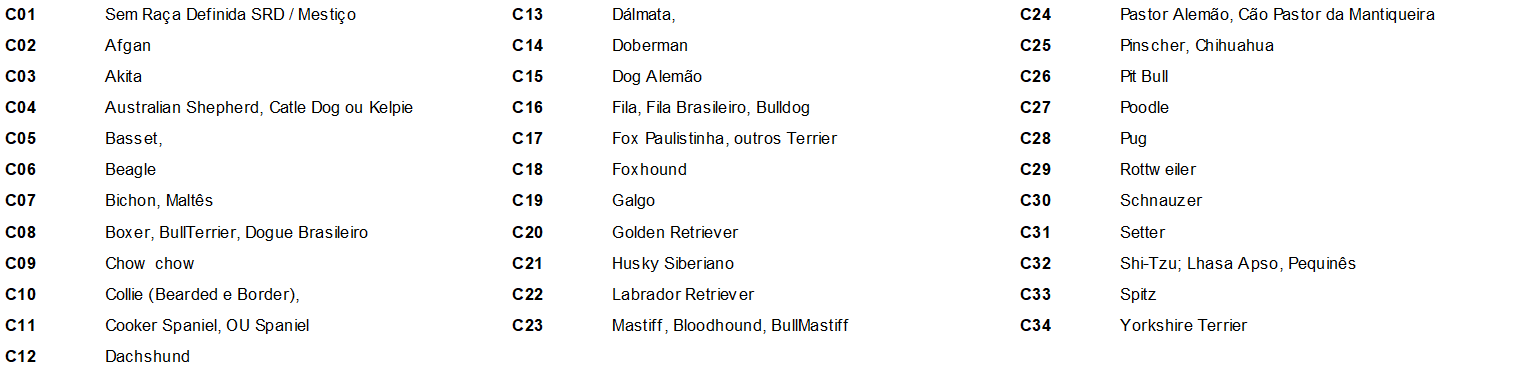 C01 Sem Raça Definida SRD / Mestiço
C02 Afgan
C03 Akita
C04 Australian Shepherd, Catle Dog ou Kelpie
C05 Basset,
C06 Beagle
C07 Bichon, Maltês
C08 Boxer, BullTerrier, Dogue Brasileiro
C09 Chow chow
C10 Collie (Bearded e Border),
C11 Cooker Spaniel, OU Spaniel
C12 Dachshund
C13 Dálmata,
C14 Doberman
C15 Dog Alemão
C16 Fila, Fila Brasileiro, Bulldog
C17 Fox Paulistinha, outros Terrier
C18 Foxhound
C19 Galgo
C20 Golden Retriever
C21 Husky Siberiano
C22 Labrador Retriever
C23 Mastiff, Bloodhound, BullMastiff
C24 Pastor Alemão, Cão Pastor da Mantiqueira
C25 Pinscher, Chihuahua
C26 Pit Bull
C27 Poodle
C28 Pug
C29 Rottw eiler
C30 Schnauzer
C31 Setter
C32 Shi-Tzu; Lhasa Apso, Pequinês
C33 Spitz
C34 Yorkshire Terrier